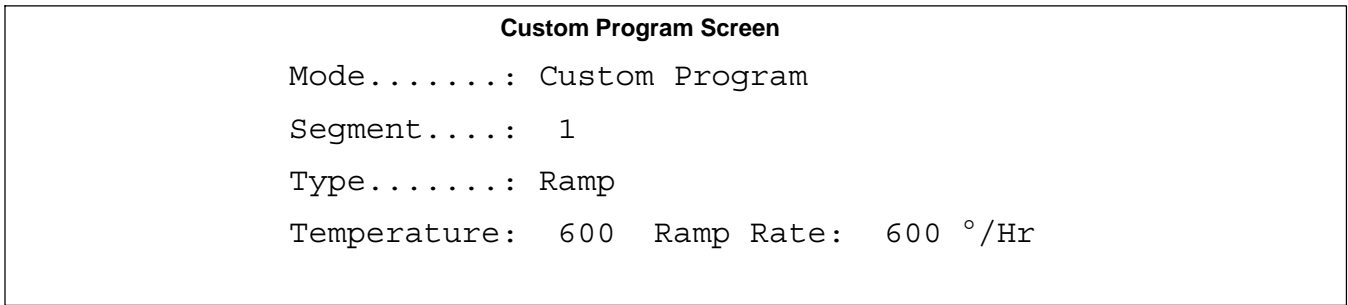 Custom Program Screen
Mode.......: Custom Program
Segment....: 1
Type.......: Ramp
Temperature: 600 Ramp Rate: 600 °/Hr